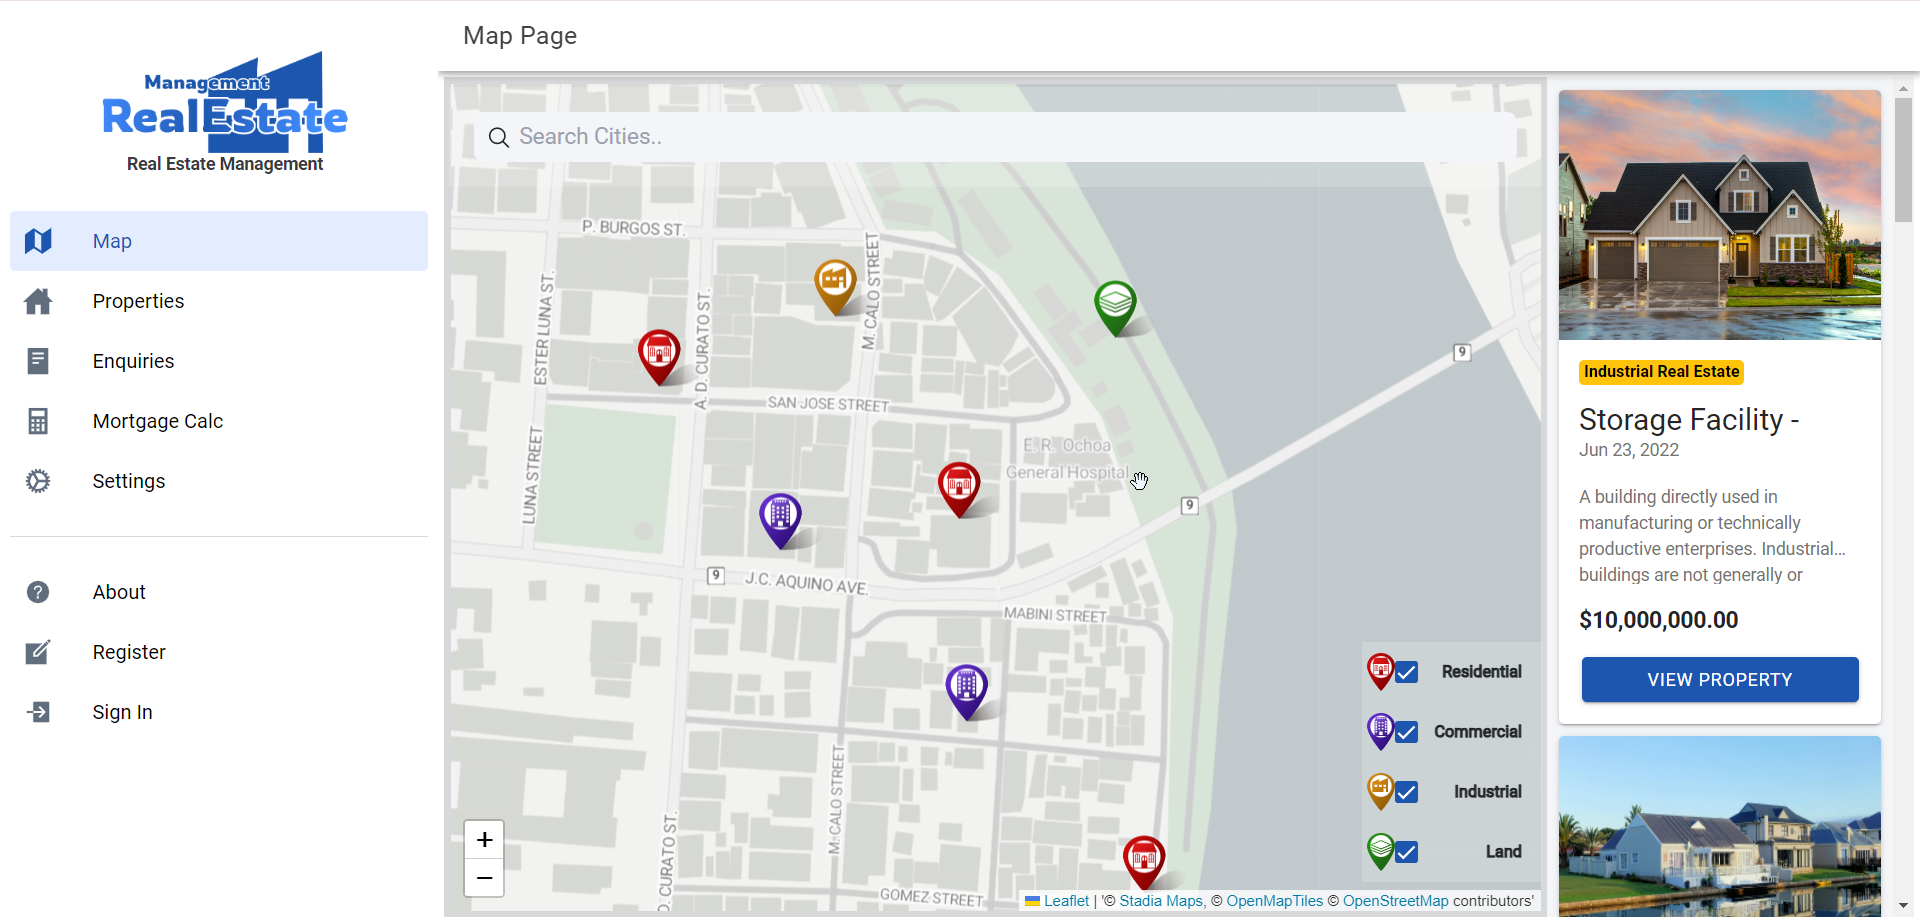 Management
RealEstate
Real Estate Management
Map
Properties
Enquiries
Mortgage Calc
Settings
About
Register
Sign In
Map Page
Search Cities..
P. BURGOS ST.
ESTER LUNA ST.
A. D. CURATO ST.
M. CALO STREET
SAN JOSE STREET
LUNA STREET
E. R. Ochoa
General Hospital
9
9
9
J.C. AQUINO AVE.
MABINI STREET
M. CALO STREET
D. CURATO ST.
GOMEZ STREET
+
−
Residential
Commercial
Industrial
Land
Leaflet | '© Stadia Maps, © OpenMapTiles © OpenStreetMap contributors'
Industrial Real Estate
Storage Facility -
Jun 23, 2022
A building directly used in
manufacturing or technically
productive enterprises. Industrial...
buildings are not generally or
$10,000,000.00
VIEW PROPERTY